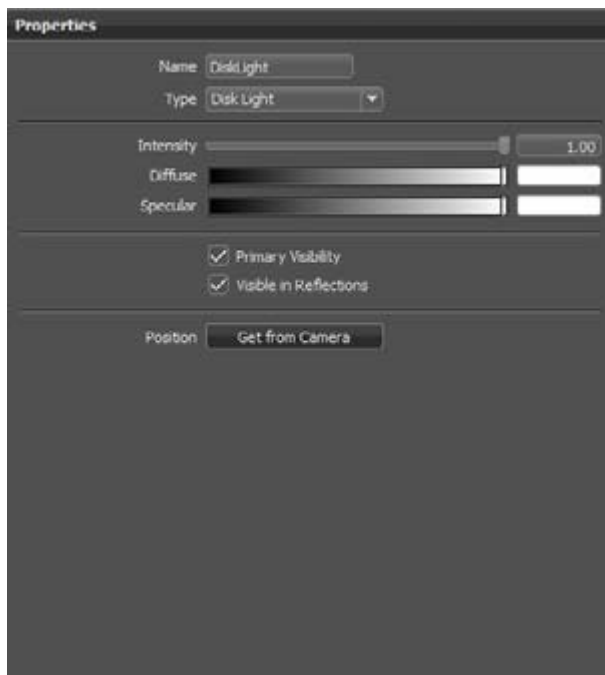 Properties
Name DiskLight
Type Disk Light
Intensity 1.00
Diffuse
Specular
Primary Visibility
Visible in Reflections
Position Get from Camera